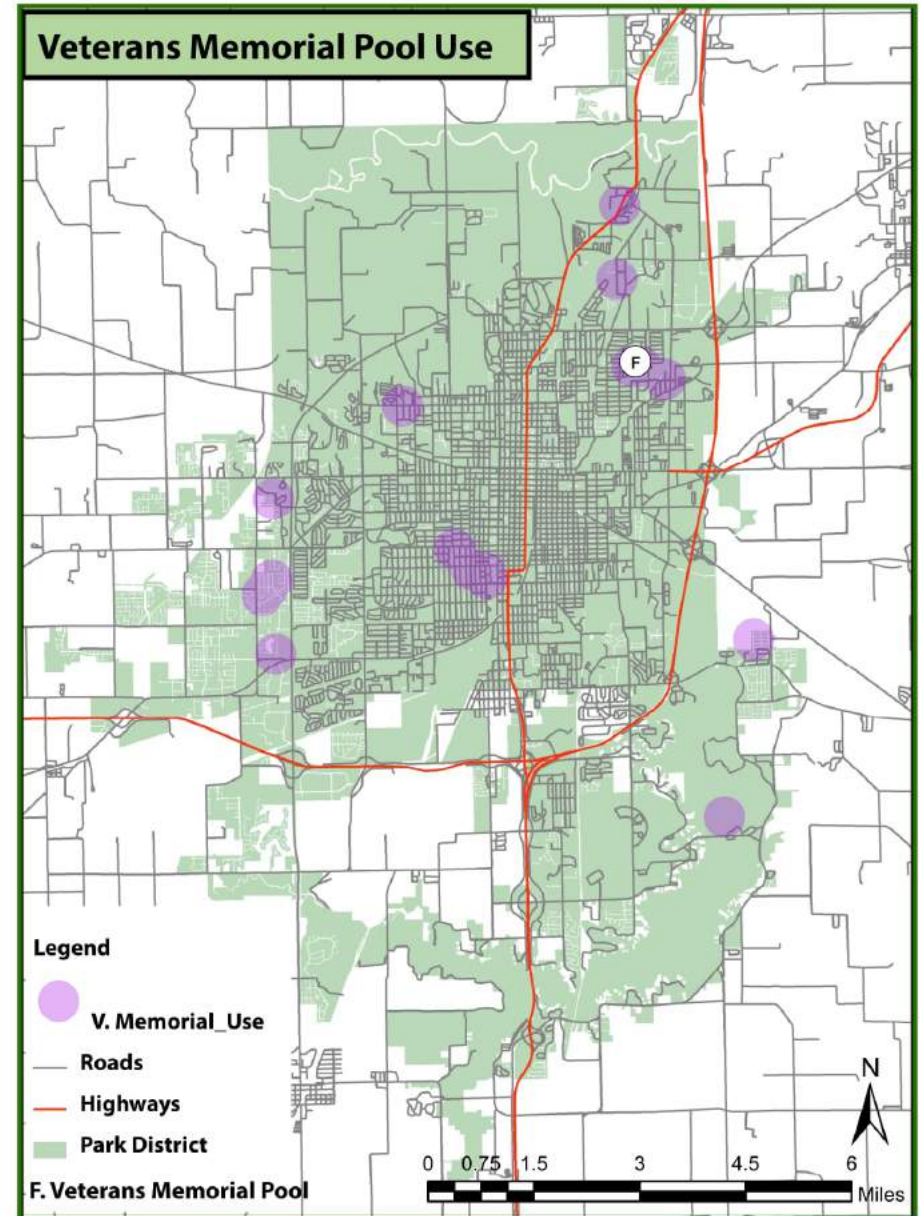 Veterans Memorial Pool Use
F
Legend
V. Memorial_Use
Roads
Highways
Park District
F. Veterans Memorial Pool
N
0 0.75 1.5 3 4.5 6
Miles